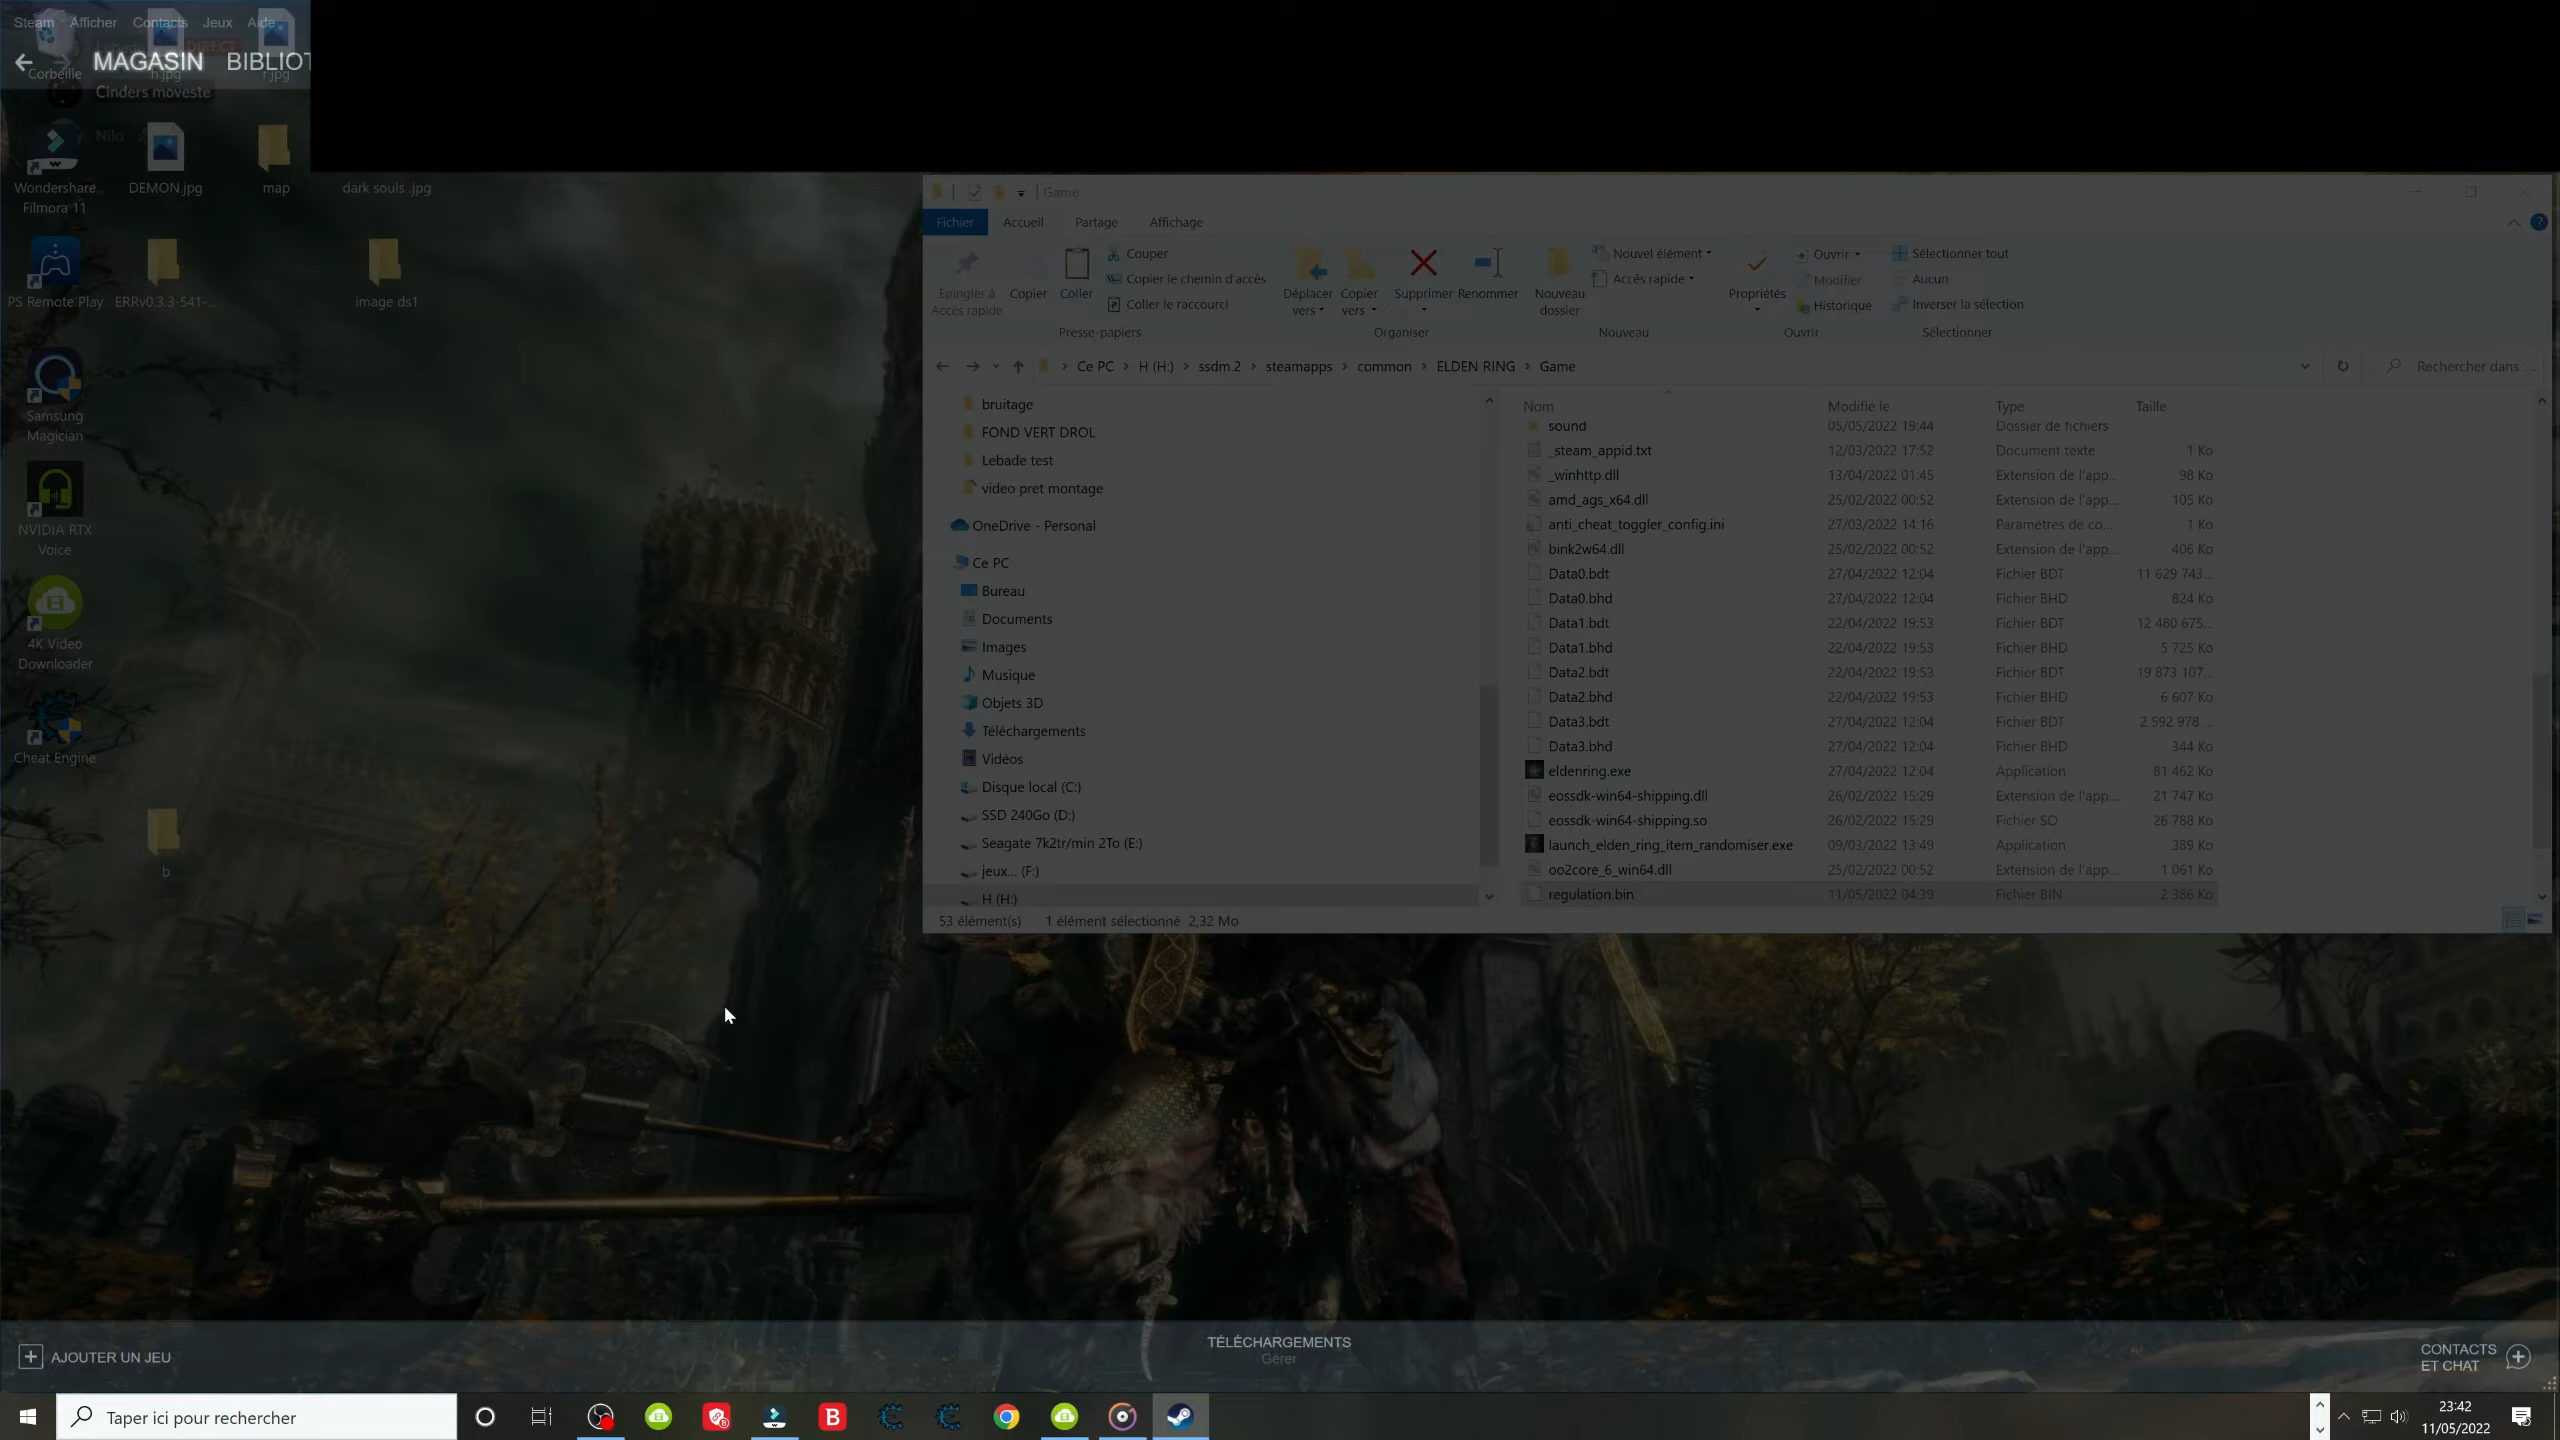 Steam Afficher Contacts Jeux Aide
DIRECT
MAGASIN BIBLIOT
Corbeille h.jpg r.jpg
Cinders moveste
Nilo
Wondershare Filmora 11
DEMON.jpg
map
dark souls .jpg
PS Remote Play
ERRv0.3.3-541-...
image ds1
Samsung Magician
NVIDIA RTX Voice
4K Video Downloader
Cheat Engine
b
Game
Fichier Accueil Partage Affichage
Épingler à Accès rapide
Copier
Coller
Couper
Copier le chemin d'accès
Coller le raccourci
Presse-papiers
Déplacer vers
Copier vers
Supprimer
Renommer
Organiser
Nouveau dossier
Nouvel élément
Accès rapide
Nouveau
Propriétés
Ouvrir
Modifier
Historique
Ouvrir
Sélectionner tout
Aucun
Inverser la sélection
Sélectionner
Ce PC H (H:) ssdm.2 steamapps common ELDEN RING Game
Rechercher dans : ...
bruitage
FOND VERT DROL
Lebade test
video pret montage
OneDrive - Personal
Ce PC
Bureau
Documents
Images
Musique
Objets 3D
Téléchargements
Vidéos
Disque local (C:)
SSD 240Go (D:)
Seagate 7k2tr/min 2To (E:)
jeux... (F:)
H (H:)
Nom Modifié le Type Taille
sound 05/05/2022 19:44 Dossier de fichiers
_steam_appid.txt 12/03/2022 17:52 Document texte 1 Ko
_winhttp.dll 13/04/2022 01:45 Extension de l'app... 98 Ko
amd_ags_x64.dll 25/02/2022 00:52 Extension de l'app... 105 Ko
anti_cheat_toggler_config.ini 27/03/2022 14:16 Paramètres de co... 1 Ko
bink2w64.dll 25/02/2022 00:52 Extension de l'app... 406 Ko
Data0.bdt 27/04/2022 12:04 Fichier BDT 11 629 743...
Data0.bhd 27/04/2022 12:04 Fichier BHD 824 Ko
Data1.bdt 22/04/2022 19:53 Fichier BDT 12 480 675...
Data1.bhd 22/04/2022 19:53 Fichier BHD 5 725 Ko
Data2.bdt 22/04/2022 19:53 Fichier BDT 19 873 107...
Data2.bhd 22/04/2022 19:53 Fichier BHD 6 607 Ko
Data3.bdt 27/04/2022 12:04 Fichier BDT 2 592 978 ...
Data3.bhd 27/04/2022 12:04 Fichier BHD 344 Ko
eldenring.exe 27/04/2022 12:04 Application 81 462 Ko
eossdk-win64-shipping.dll 26/02/2022 15:29 Extension de l'app... 21 747 Ko
eossdk-win64-shipping.so 26/02/2022 15:29 Fichier SO 26 788 Ko
launch_elden_ring_item_randomiser.exe 09/03/2022 13:49 Application 389 Ko
oo2core_6_win64.dll 25/02/2022 00:52 Extension de l'app... 1 061 Ko
regulation.bin 11/05/2022 04:39 Fichier BIN 2 386 Ko
53 élément(s) 1 élément sélectionné 2,32 Mo
AJOUTER UN JEU
TÉLÉCHARGEMENTS
Gérer
CONTACTS
ET CHAT
Taper ici pour rechercher
23:42
11/05/2022